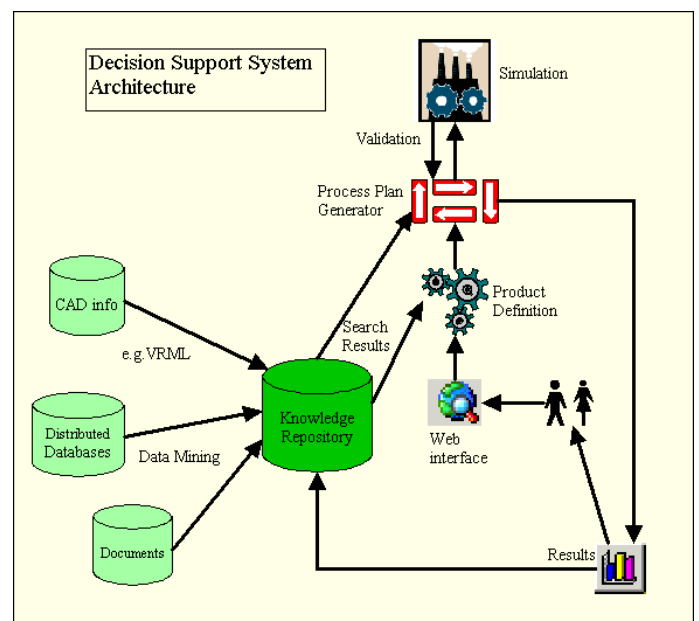 Decision Support System
Architecture
Simulation
Validation
Process Plan
Generator
CAD info
Product
Definition
Search
Results
e.g.VRML
Knowledge
Repository
Distributed
Databases
Data Mining
Web
interface
Documents
Results